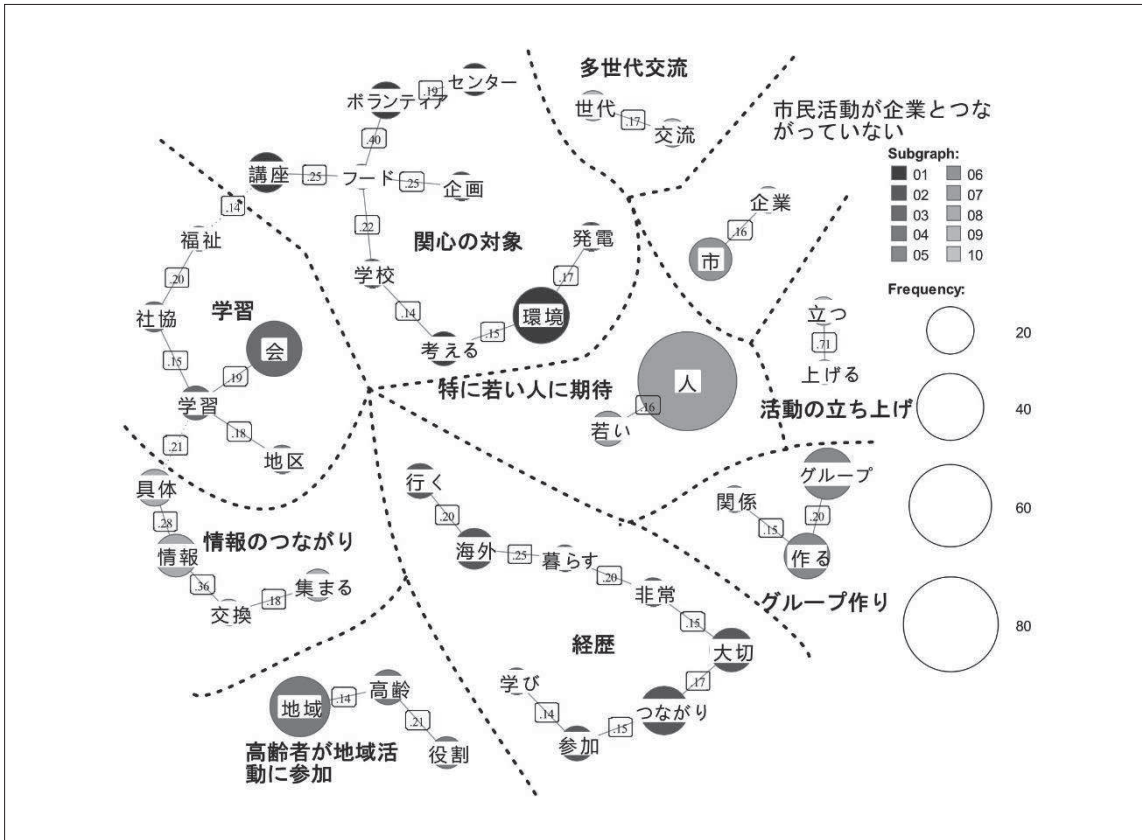 多世代交流
センター
.19
ボランティア
世代
.17
交流
市民活動が企業とつな
がっていない
Subgraph:
01 06
02 07
03 08
04 09
05 10
.40
講座
.25
フード
.25
企画
.14
福祉
企業
.16
市
.22
関心の対象
発電
.17
学校
.20
学習
社協
.14
環境
.15
考える
Frequency:
20
40
60
80
立つ
.71
上げる
会
.15
.19
学習
.18
地区
.21
特に若い人に期待
人
.16
若い
活動の立ち上げ
具体
.28
情報
情報のつながり
.36
交換
.18
集まる
行く
.20
海外
.25
暮らす
.20
非常
.15
大切
.17
つながり
.15
参加
.14
学び
経歴
グループ
関係
.20
.15
作る
グループ作り
地域
.14
高齢
.21
役割
高齢者が地域活
動に参加